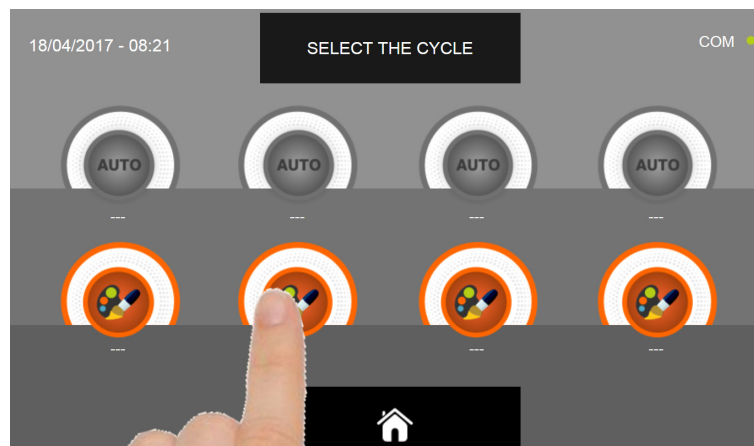 18/04/2017 - 08:21
SELECT THE CYCLE
COM
AUTO
AUTO
AUTO
AUTO
---
---
---
---
---
---
---